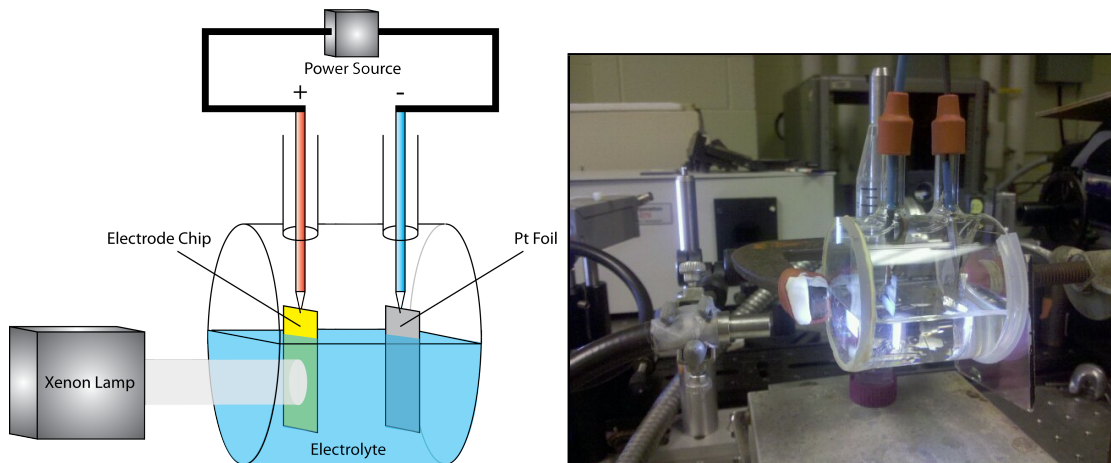 Power Source
+
-
Electrode Chip
Pt Foil
Xenon Lamp
Electrolyte